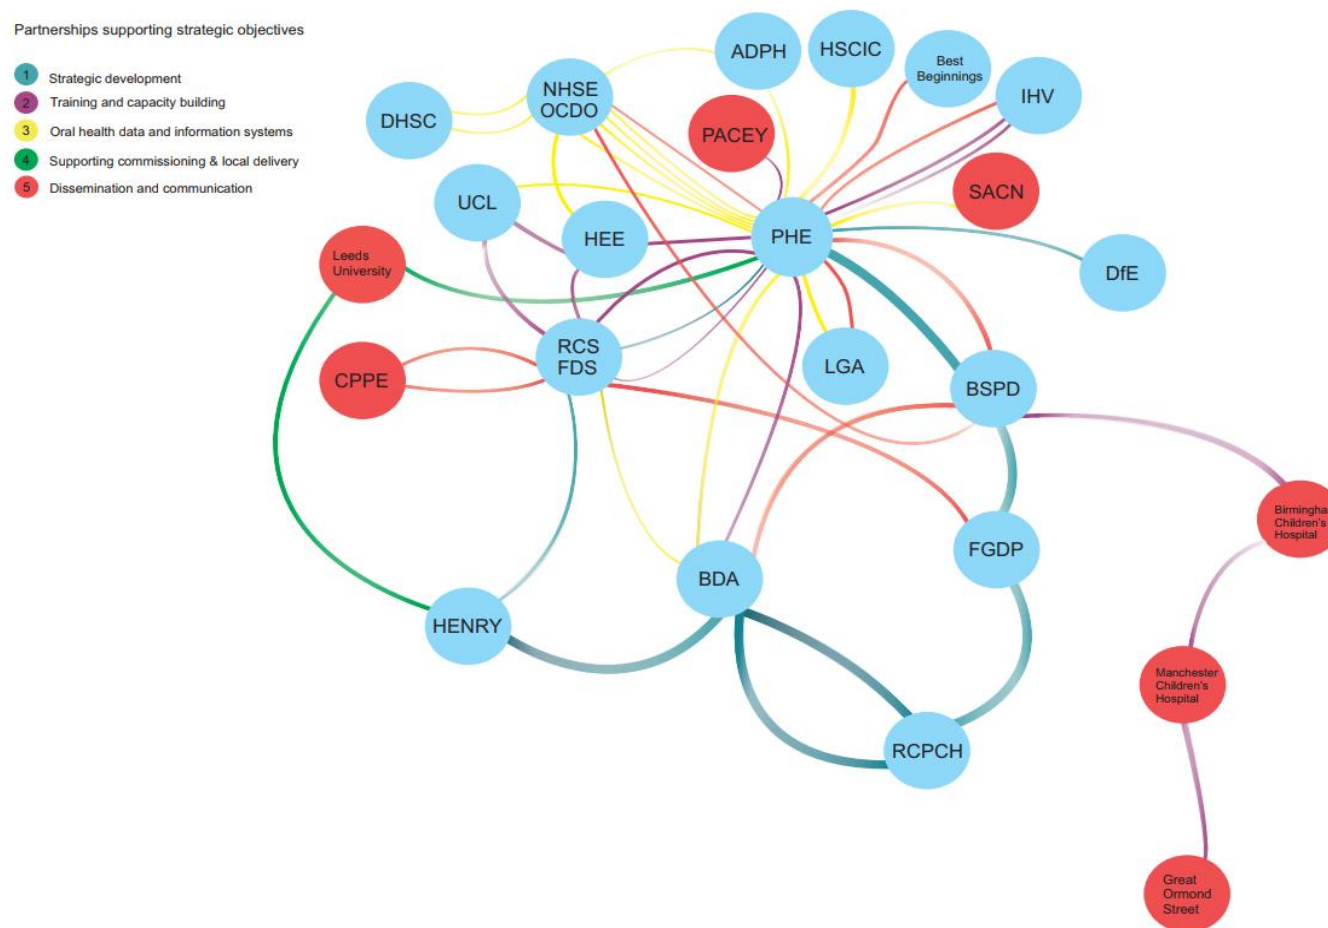 Partnerships supporting strategic objectives
1 Strategic development
2 Training and capacity building
3 Oral health data and information systems
4 Supporting commissioning & local delivery
5 Dissemination and communication
ADPH
HSCIC
Best
Beginnings
IHV
NHSE
OCDO
DHSC
PACEY
SACN
UCL
HEE
PHE
DfE
Leeds
University
RCS
FDS
LGA
CPPE
BSPD
Birmingha
Children's
Hospital
FGDP
BDA
HENRY
Manchester
Children's
Hospital
RCPCH
Great
Ormond
Street